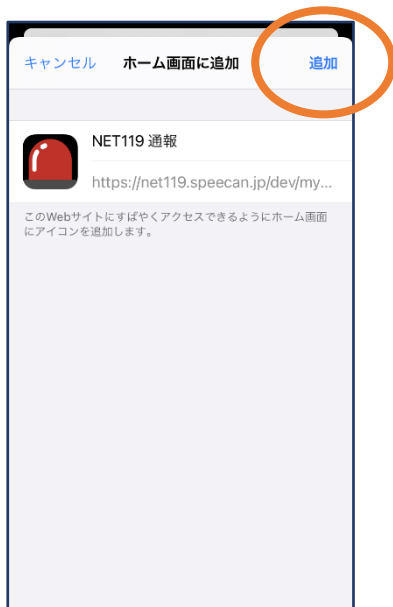 キャンセル ホーム画面に追加 追加
NET119 通報
https://net119.speecan.jp/dev/my...
このWebサイトにすばやくアクセスできるようにホーム画面
にアイコンを追加します。